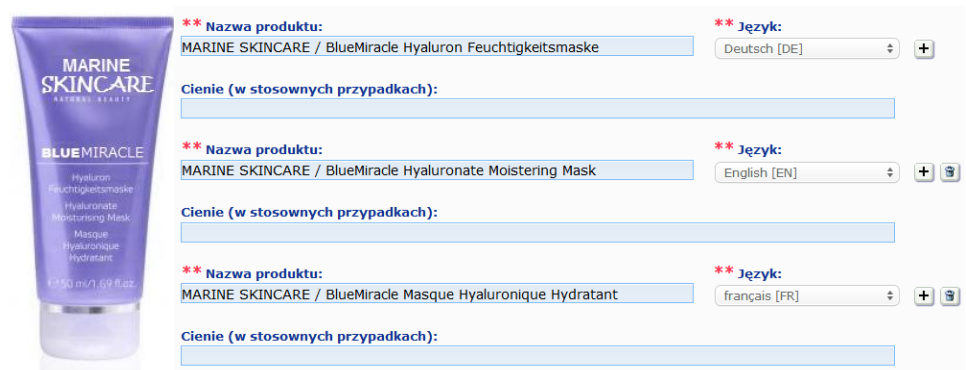 MARINE
SKINCARE
NATURAL BEAUTY
BLUEMIRACLE
Hyaluron
Feuchtigkeitsmaske
Hyaluronate
Moisturising Mask
Masque
Hyaluronique
Hydratant
50 ml/1.69 fl.oz.
** Nazwa produktu:
** Język:
MARINE SKINCARE / BlueMiracle Hyaluron Feuchtigkeitsmaske
Deutsch [DE]
Cienie (w stosownych przypadkach):
** Nazwa produktu:
** Język:
MARINE SKINCARE / BlueMiracle Hyaluronate Moistering Mask
English [EN]
Cienie (w stosownych przypadkach):
** Nazwa produktu:
** Język:
MARINE SKINCARE / BlueMiracle Masque Hyaluronique Hydratant
français [FR]
Cienie (w stosownych przypadkach):